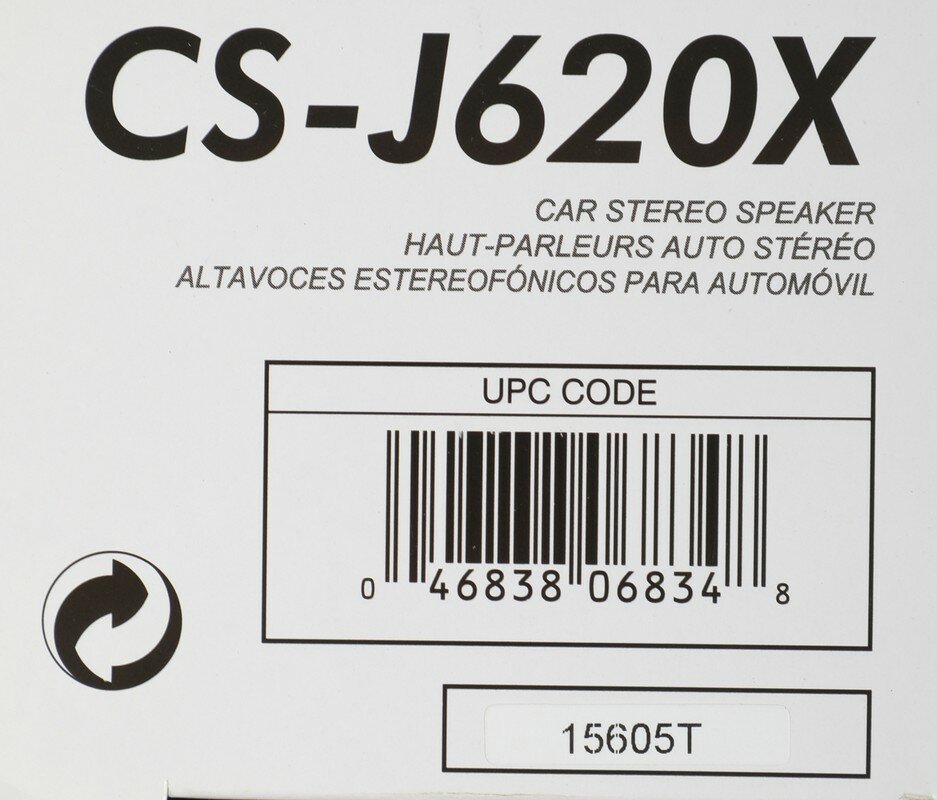 CS-J620X
CAR STEREO SPEAKER
HAUT-PARLEURS AUTO STÉRÉO
ALTAVOCES ESTEREOFÓNICOS PARA AUTOMÓVIL
UPC CODE
0 46838 06834 8
15605T